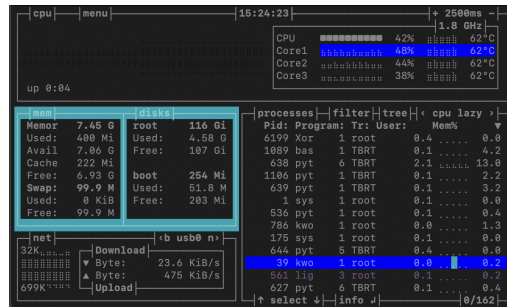 cpu menu 15:24:23 + 2500ms -
1.8 GHz
CPU 42% 62°C
Core1 48% 62°C
Core2 44% 62°C
Core3 38% 62°C
up 0:04
mem disks
Memor 7.45 G root 116 Gi
Used: 400 Mi Used: 4.58 G
Avail 7.06 G Free: 107 Gi
Cache 222 Mi
Free: 6.93 G boot 254 Mi
Swap: 99.9 M Used: 51.8 M
Used: 0 KiB Free: 203 Mi
Free: 99.9 M
net <b usb0 n>
32K Download
▼ Byte: 23.6 KiB/s
▲ Byte: 475 KiB/s
699K Upload
processes filter tree < cpu lazy >
Pid: Program: Tr: User: Mem% ▼
6199 Xor 1 root 0.4 0.0
1089 bas 1 TBRT 0.1 4.2
638 pyt 6 TBRT 2.1 13.0
1106 pyt 1 TBRT 0.1 2.2
639 pyt 1 TBRT 0.1 3.2
1 sys 1 root 0.1 0.0
536 pyt 1 root 0.1 0.4
786 kwo 1 root 0.0 1.3
175 sys 1 root 0.1 0.0
644 pyt 5 TBRT 0.4 0.0
39 kwo 1 root 0.0 0.2
561 lig 3 root 0.1 0.2
627 pyt 6 TBRT 0.1 0.4
↑ select ↓ info ↲ 0/162